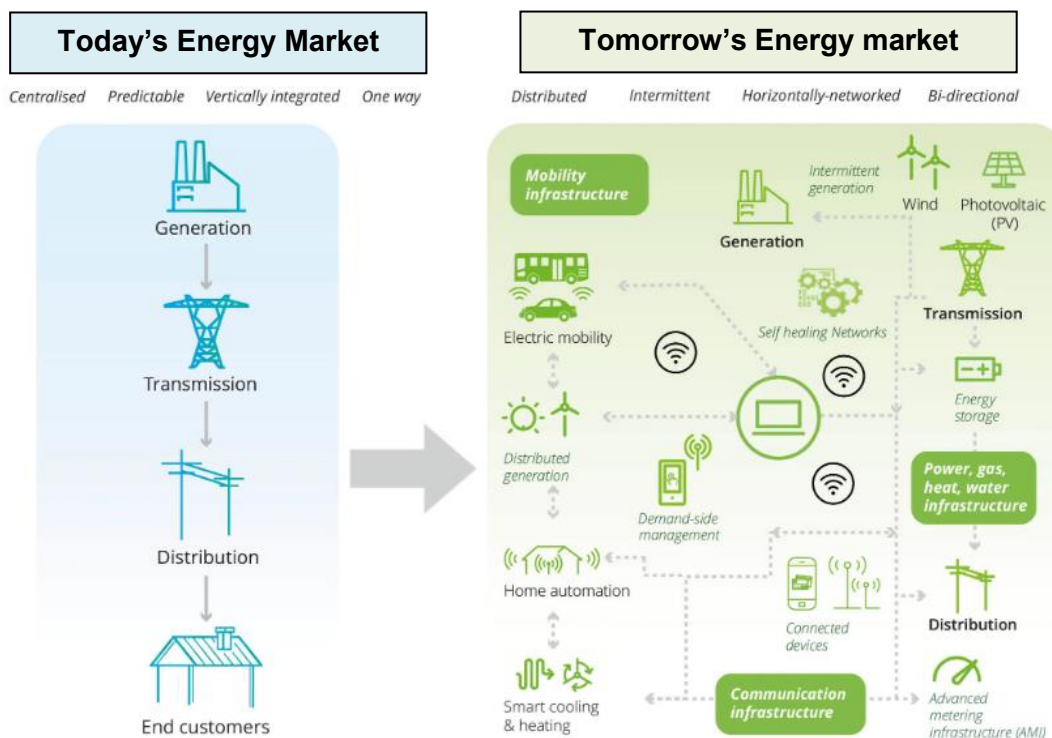 Today's Energy Market
Centralised Predictable Vertically integrated One way
Generation
Transmission
Distribution
End customers
Tomorrow's Energy market
Distributed Intermittent Horizontally-networked Bi-directional
Mobility
infrastructure
Generation
Intermittent
generation
Wind
Photovoltaic
(PV)
Electric mobility
Self healing Networks
Transmission
Energy
storage
Distributed
generation
Demand-side
management
Power, gas,
heat, water
infrastructure
Home automation
Connected
devices
Distribution
Smart cooling
& heating
Communication
infrastructure
Advanced
metering
infrastructure (AMI)